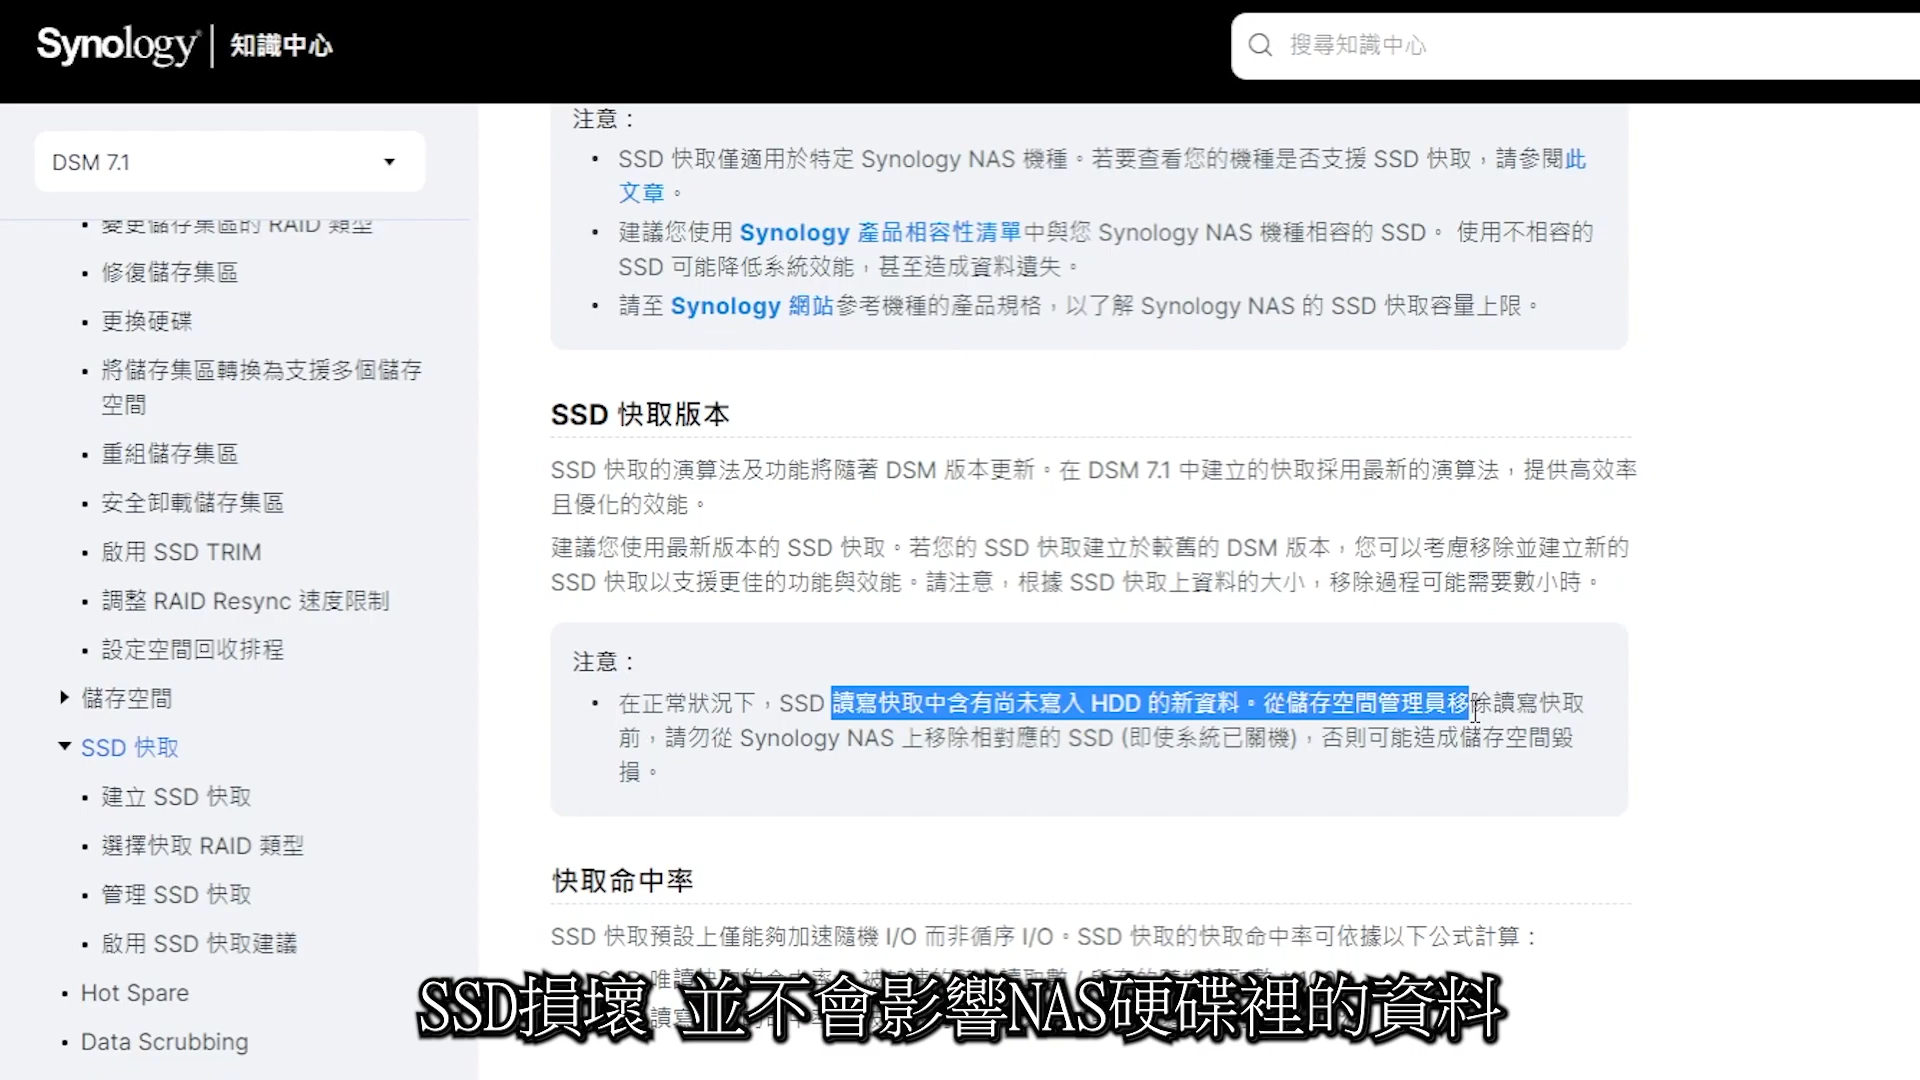 Synology 知識中心
搜尋知識中心
DSM 7.1
變更儲存集區的 RAID 類型
修復儲存集區
更換硬碟
將儲存集區轉換為支援多個儲存
空間
重組儲存集區
安全卸載儲存集區
啟用 SSD TRIM
調整 RAID Resync 速度限制
設定空間回收排程
儲存空間
SSD 快取
建立 SSD 快取
選擇快取 RAID 類型
管理 SSD 快取
啟用 SSD 快取建議
Hot Spare
Data Scrubbing
注意：
SSD 快取僅適用於特定 Synology NAS 機種。若要查看您的機種是否支援 SSD 快取，請參閱此
文章。
建議您使用 Synology 產品相容性清單中與您 Synology NAS 機種相容的 SSD。 使用不相容的
SSD 可能降低系統效能，甚至造成資料遺失。
請至 Synology 網站參考機種的產品規格，以了解 Synology NAS 的 SSD 快取容量上限。
SSD 快取版本
SSD 快取的演算法及功能將隨著 DSM 版本更新。在 DSM 7.1 中建立的快取採用最新的演算法，提供高效率
且優化的效能。
建議您使用最新版本的 SSD 快取。若您的 SSD 快取建立於較舊的 DSM 版本，您可以考慮移除並建立新的
SSD 快取以支援更佳的功能與效能。請注意，根據 SSD 快取上資料的大小，移除過程可能需要數小時。
注意：
在正常狀況下，SSD 讀寫快取中含有尚未寫入 HDD 的新資料。從儲存空間管理員移除讀寫快取
前，請勿從 Synology NAS 上移除相對應的 SSD (即使系統已關機)，否則可能造成儲存空間毀
損。
快取命中率
SSD 快取預設上僅能夠加速隨機 I/O 而非循序 I/O。SSD 快取的快取命中率可依據以下公式計算：
SSD損壞 並不會影響NAS硬碟裡的資料